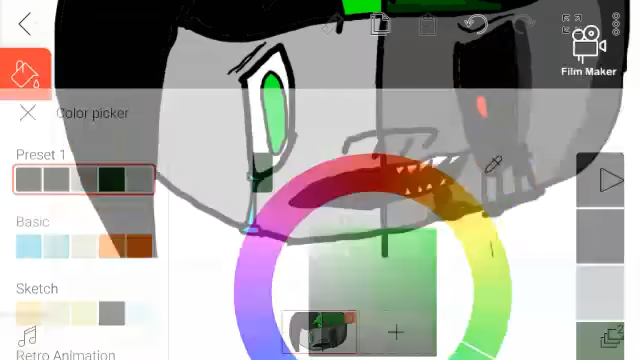 Film Maker
Color picker
Preset 1
Basic
Sketch
Retro Animation